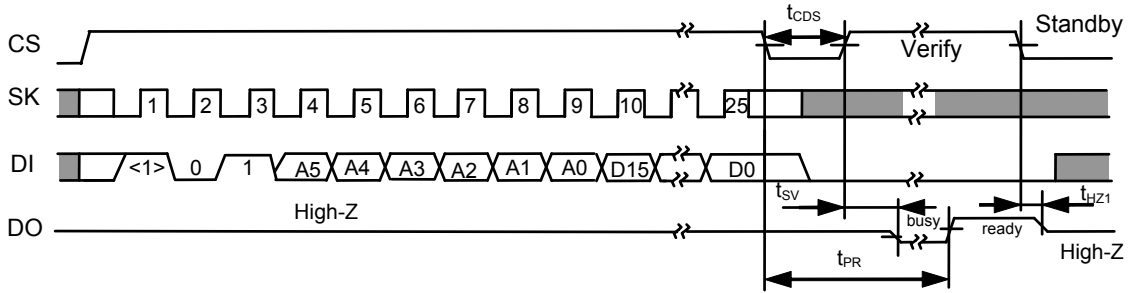 tCDS
Standby
CS
Verify
SK
1 2 3 4 5 6 7 8 9 10 25
DI
<1> 0 1 A5 A4 A3 A2 A1 A0 D15 D0
tSV
High-Z
busy
tHZ1
DO
ready
High-Z
tPR